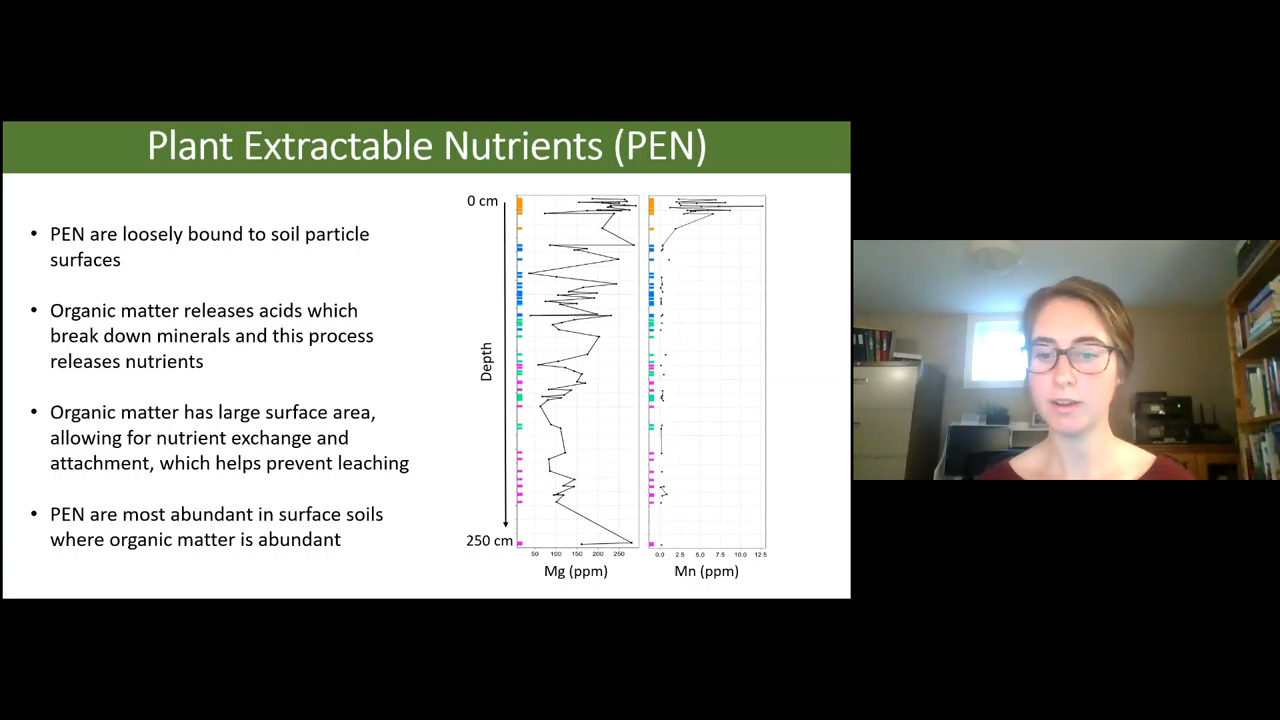 Plant Extractable Nutrients (PEN)
• PEN are loosely bound to soil particle
surfaces
• Organic matter releases acids which
break down minerals and this process
releases nutrients
• Organic matter has large surface area,
allowing for nutrient exchange and
attachment, which helps prevent leaching
• PEN are most abundant in surface soils
where organic matter is abundant
0 cm
Depth
250 cm
50 100 150 200 250
Mg (ppm)
0.0 2.5 5.0 7.5 10.0 12.5
Mn (ppm)